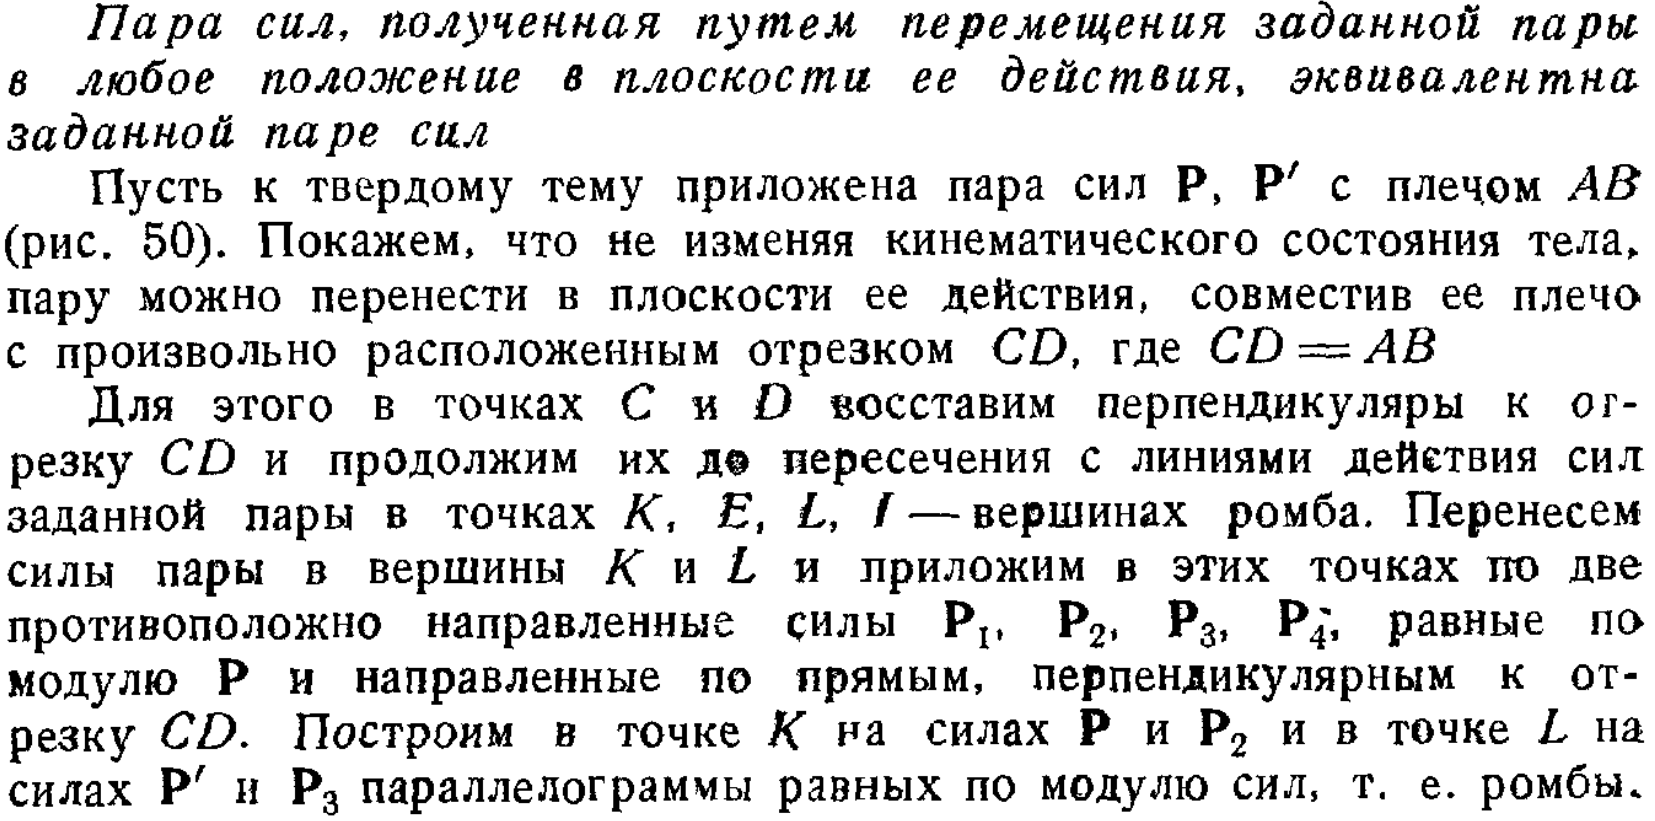 Пара сил, полученная путем перемещения заданной пары
в любое положение в плоскости ее действия, эквивалентна
заданной паре сил
Пусть к твердому тему приложена пара сил P, P′ с плечом AB
(рис. 50). Покажем, что не изменяя кинематического состояния тела,
пару можно перенести в плоскости ее действия, совместив ее плечо
с произвольно расположенным отрезком CD, где CD = AB
Для этого в точках C и D восставим перпендикуляры к от-
резку CD и продолжим их до пересечения с линиями действия сил
заданной пары в точках K, E, L, I — вершинах ромба. Перенесем
силы пары в вершины K и L и приложим в этих точках по две
противоположно направленные силы P₁, P₂, P₃, P₄, равные по
модулю P и направленные по прямым, перпендикулярным к от-
резку CD. Построим в точке K на силах P и P₂ и в точке L на
силах P′ и P₃ параллелограммы равных по модулю сил, т. е. ромбы.